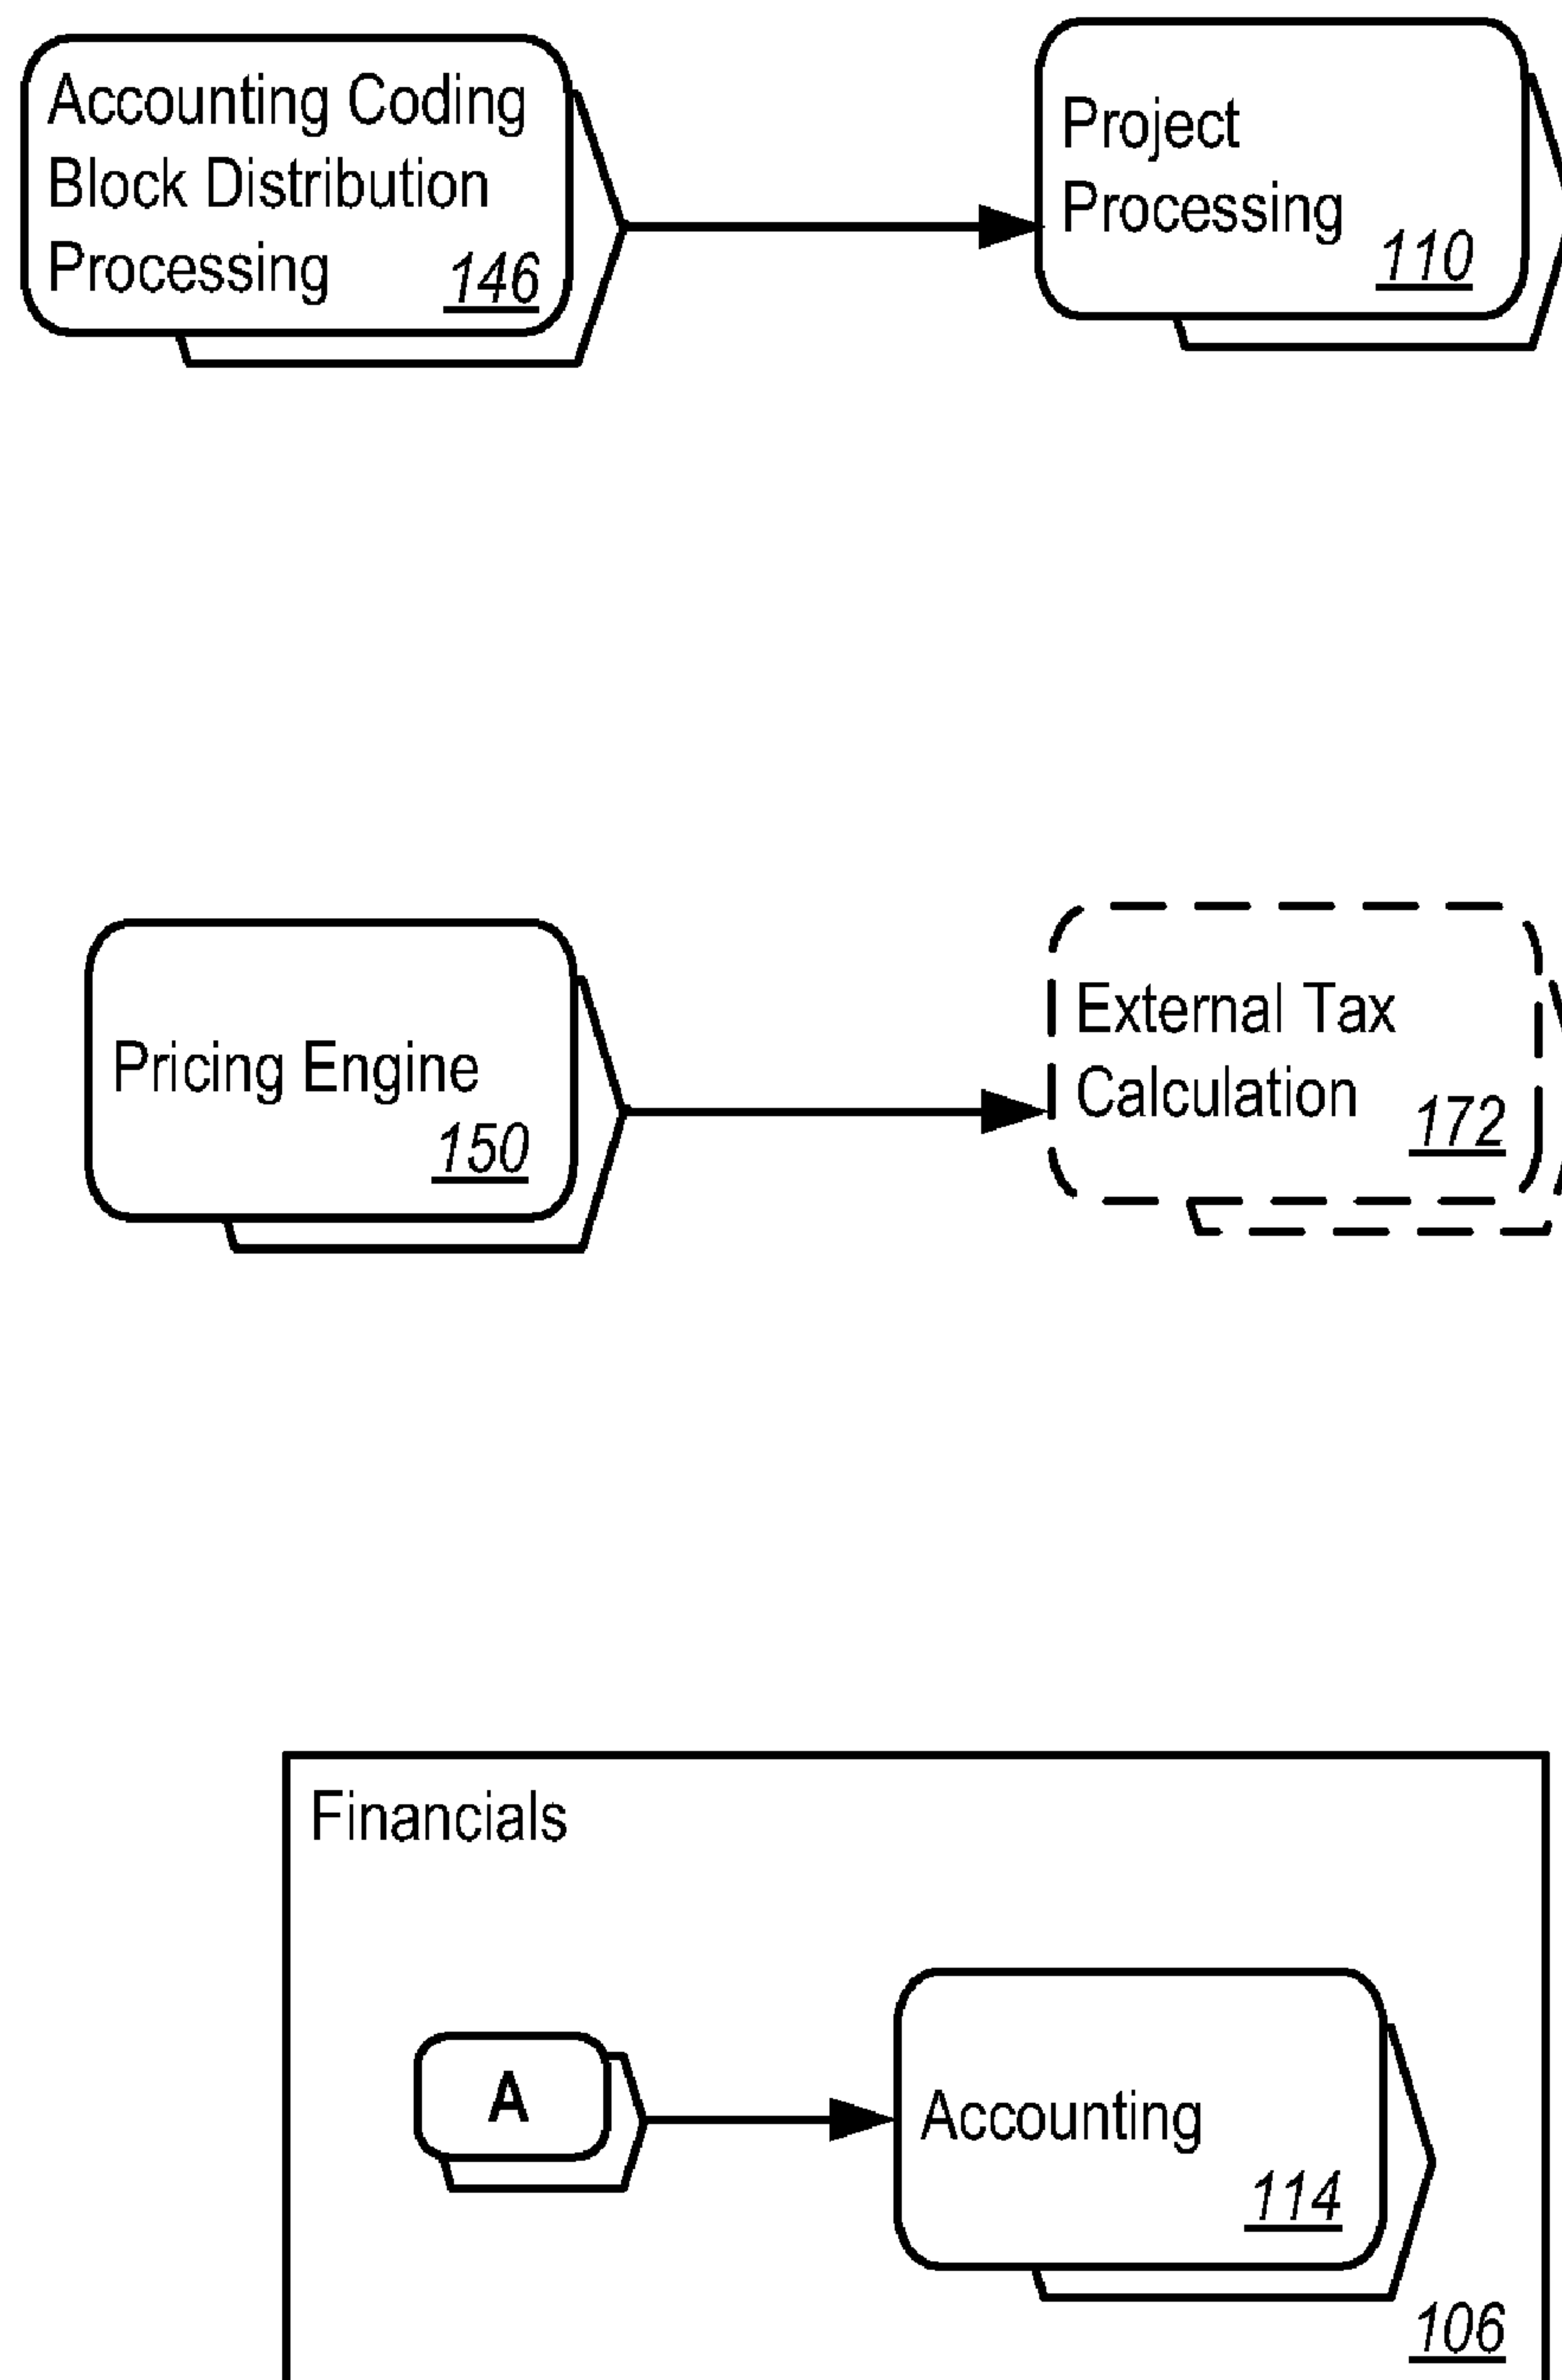 Accounting Coding
Block Distribution
Processing
146
Project
Processing
110
Pricing Engine
150
External Tax
Calculation
172
Financials
A
Accounting
114
106